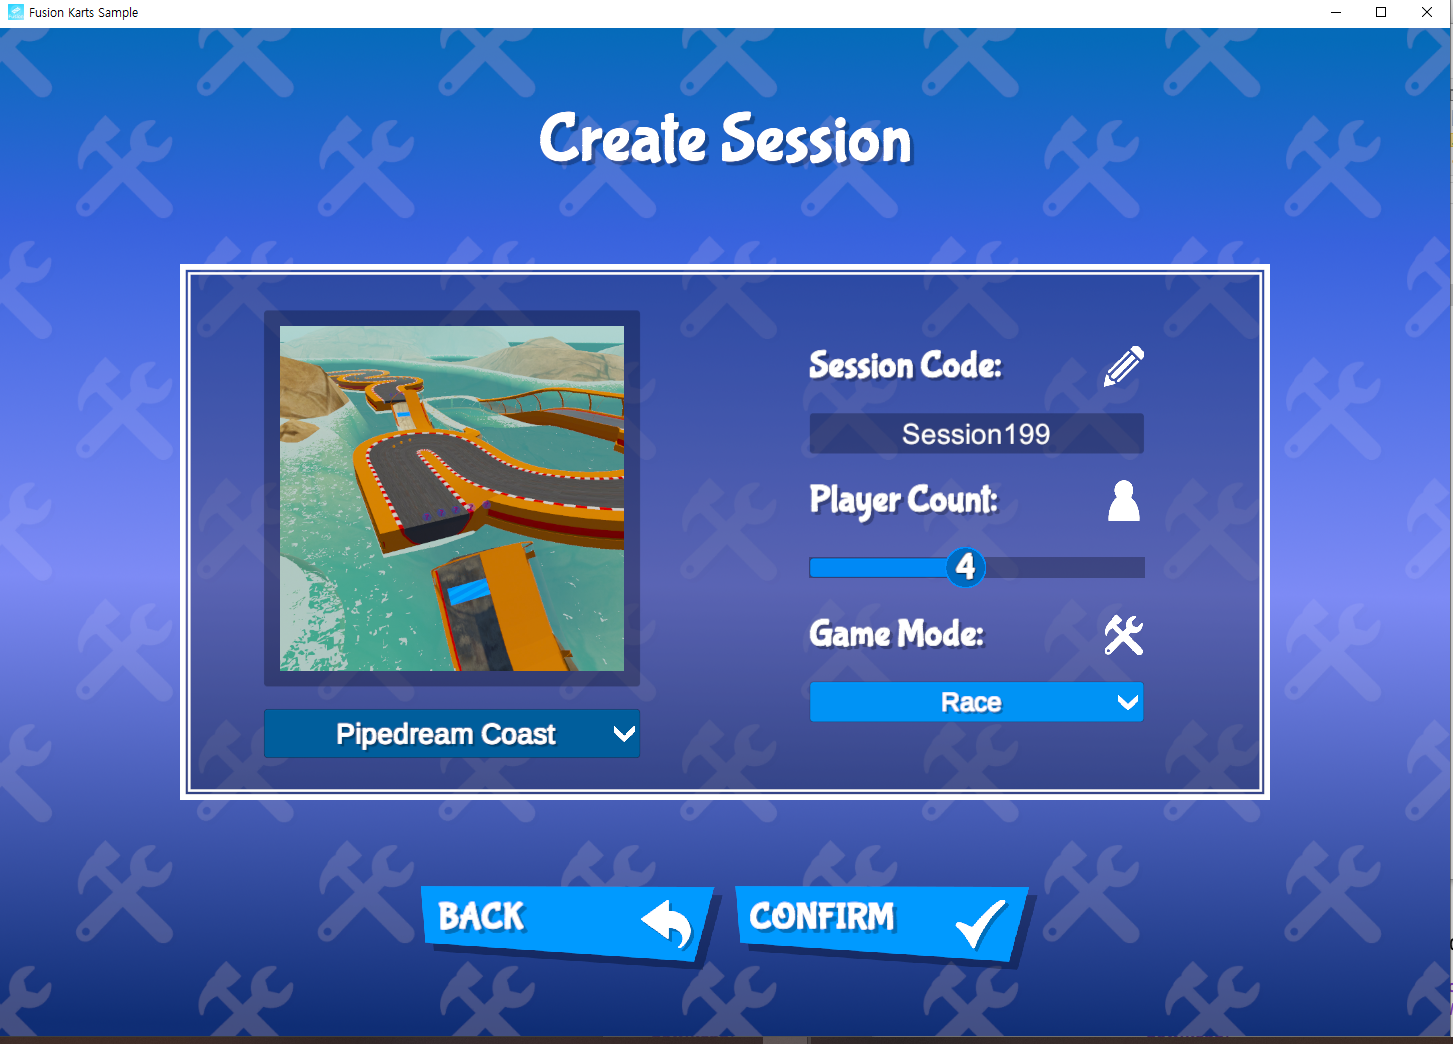 Fusion Karts Sample
Create Session
Session Code:
Session199
Player Count:
4
Game Mode:
Race
Pipedream Coast
BACK
CONFIRM